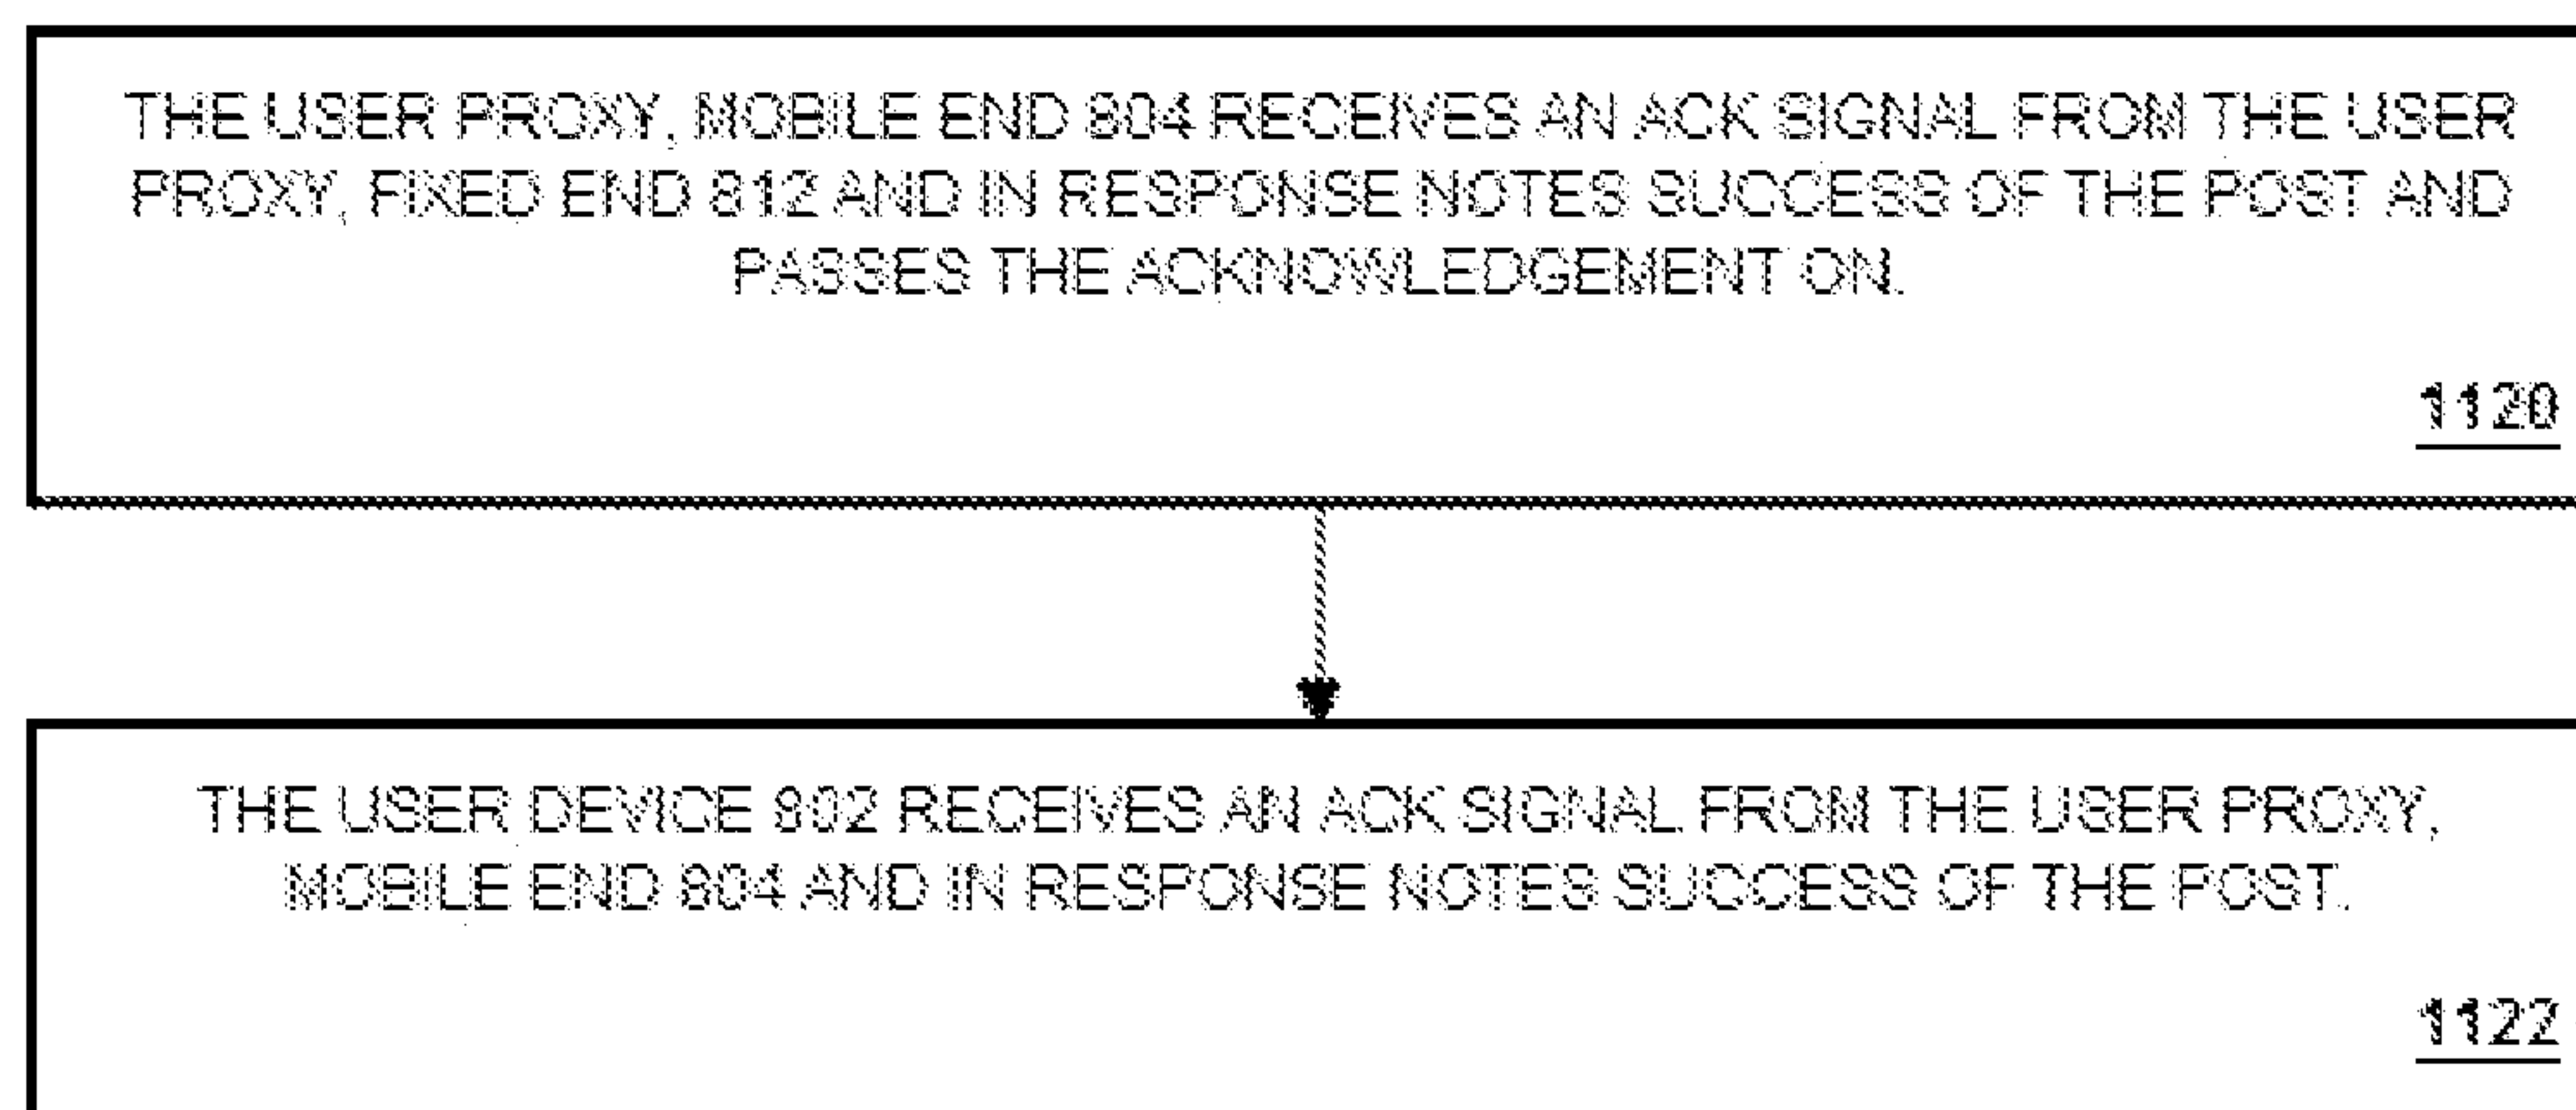 THE USER PROXY, MOBILE END 804 RECEIVES AN ACK SIGNAL FROM THE USER
PROXY, FIXED END 812 AND IN RESPONSE NOTES SUCCESS OF THE POST AND
PASSES THE ACKNOWLEDGEMENT ON.
1120
THE USER DEVICE 802 RECEIVES AN ACK SIGNAL FROM THE USER PROXY,
MOBILE END 804 AND IN RESPONSE NOTES SUCCESS OF THE POST.
1122